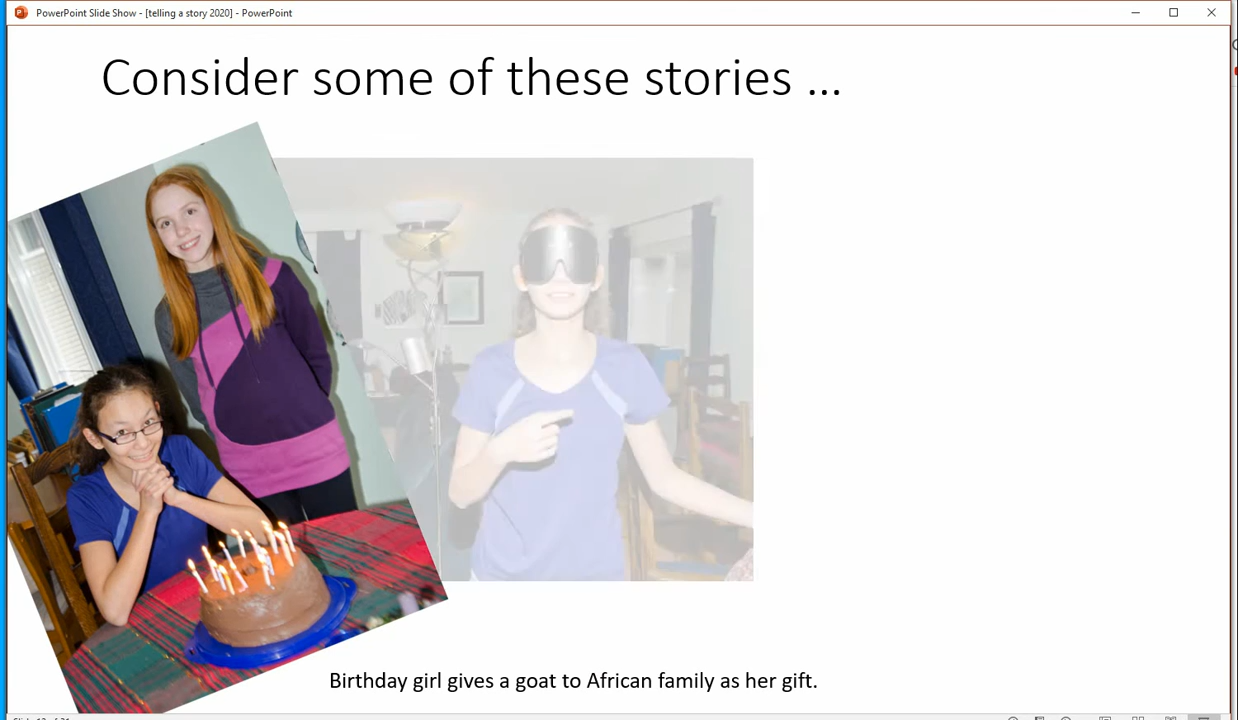 PowerPoint Slide Show - [telling a story 2020] - PowerPoint
Consider some of these stories ...
Birthday girl gives a goat to African family as her gift.